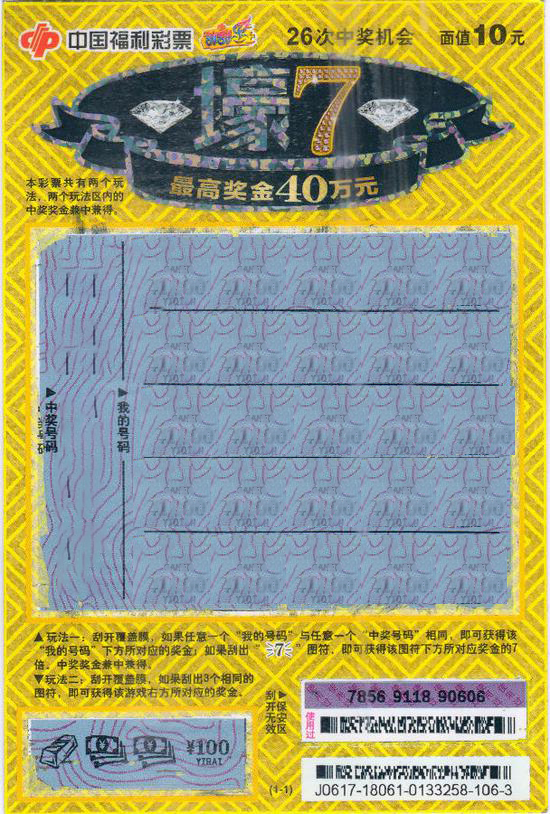 中国福利彩票 刮刮乐 26次中奖机会 面值10元
壕7
最高奖金40万元
本彩票共有两个玩
法，两个玩法区内的
中奖奖金兼中兼得。
▶中奖号码
▶我的号码
▲玩法一：刮开覆盖膜，如果任意一个“我的号码”与任意一个“中奖号码”相同，即可获得该
“我的号码”下方所对应的奖金；如果刮出“7”图符，即可获得该图符下方所对应奖金的7
倍。中奖奖金兼中兼得。
▼玩法二：刮开覆盖膜，如果刮出3个相同的
图符，即可获得该游戏右方所对应的奖金。
刮开▶
保安区
无效
7856 9118 90606
使用过
¥100
YIBAI
(1-1)
J0617-18061-0133258-106-3